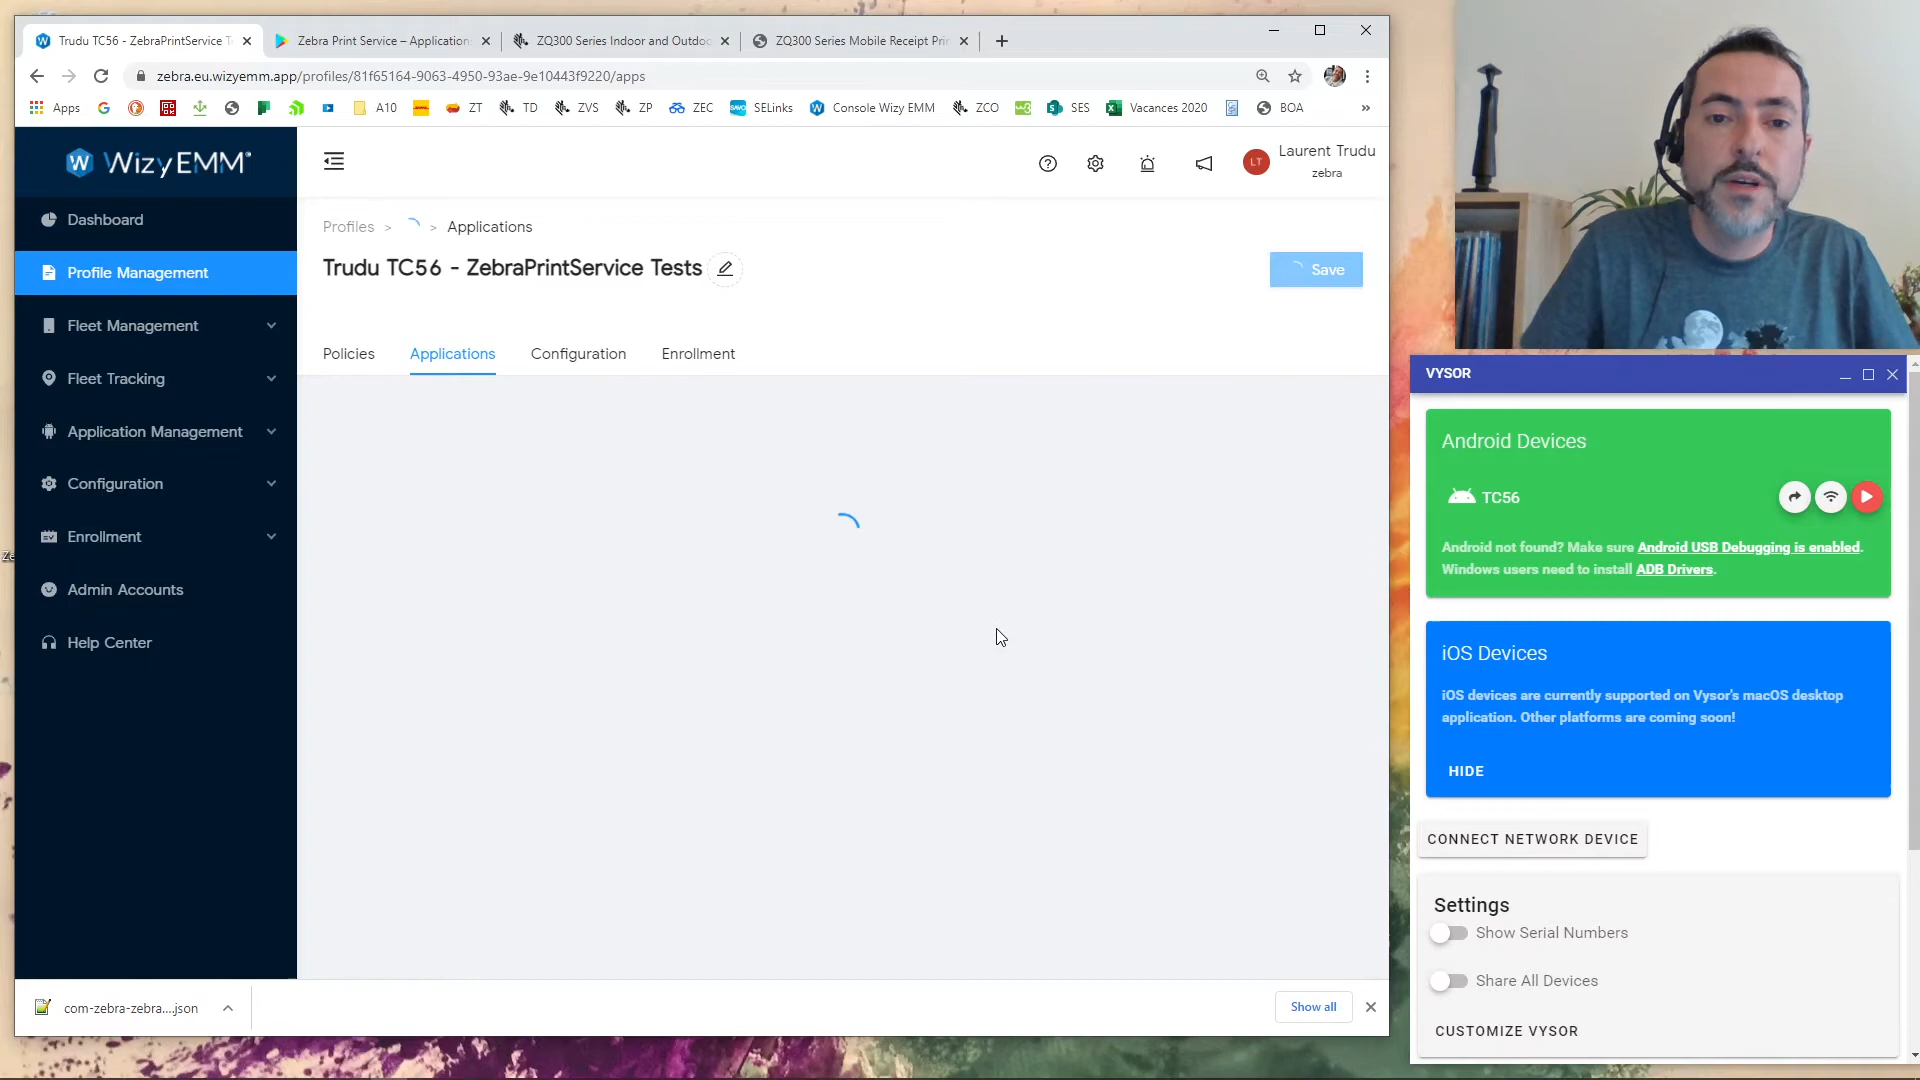 Trudu TC56 - ZebraPrintService T
Zebra Print Service – Application
ZQ300 Series Indoor and Outdo
ZQ300 Series Mobile Receipt Pri
zebra.eu.wizyemm.app/profiles/81f65164-9063-4950-93ae-9e10443f9220/apps
Apps
A10
ZT
TD
ZVS
ZP
ZEC
SELinks
Console Wizy EMM
ZCO
SES
Vacances 2020
BOA
»
W WizyEMM
Laurent Trudu
LT
zebra
Dashboard
Profile Management
Fleet Management
Fleet Tracking
Application Management
Configuration
Enrollment
Admin Accounts
Help Center
Profiles > > Applications
Trudu TC56 - ZebraPrintService Tests
Save
Policies
Applications
Configuration
Enrollment
com-zebra-zebra....json
Show all
VYSOR
Android Devices
TC56
Android not found? Make sure Android USB Debugging is enabled.
Windows users need to install ADB Drivers.
iOS Devices
iOS devices are currently supported on Vysor's macOS desktop
application. Other platforms are coming soon!
HIDE
CONNECT NETWORK DEVICE
Settings
Show Serial Numbers
Share All Devices
CUSTOMIZE VYSOR